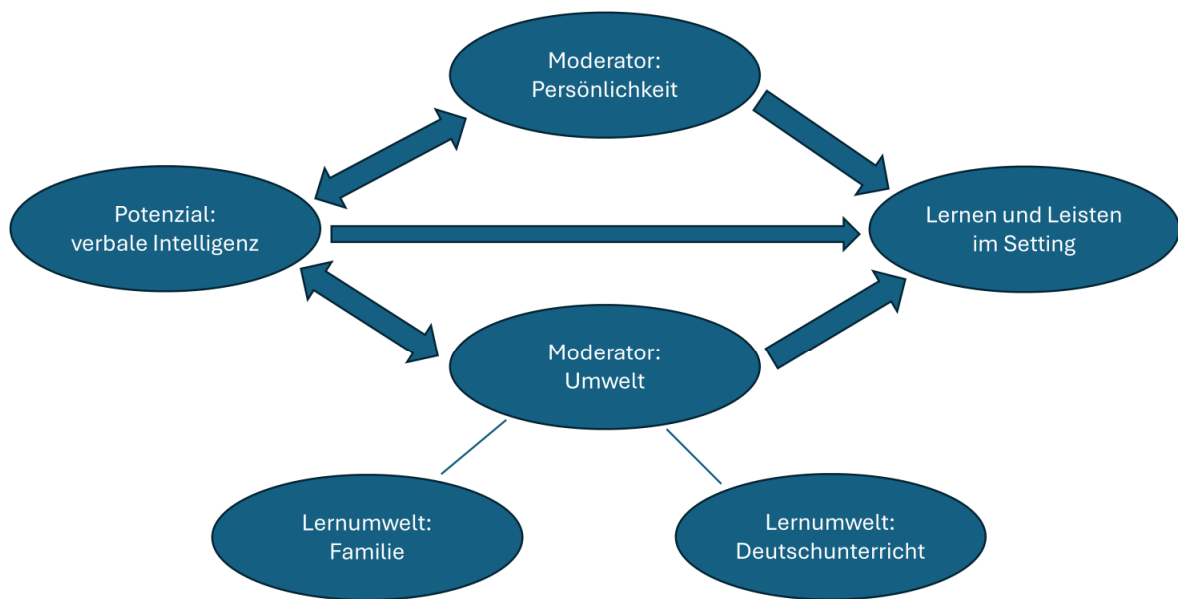 Moderator:
Persönlichkeit
Potenzial:
verbale Intelligenz
Lernen und Leisten
im Setting
Moderator:
Umwelt
Lernumwelt:
Familie
Lernumwelt:
Deutschunterricht